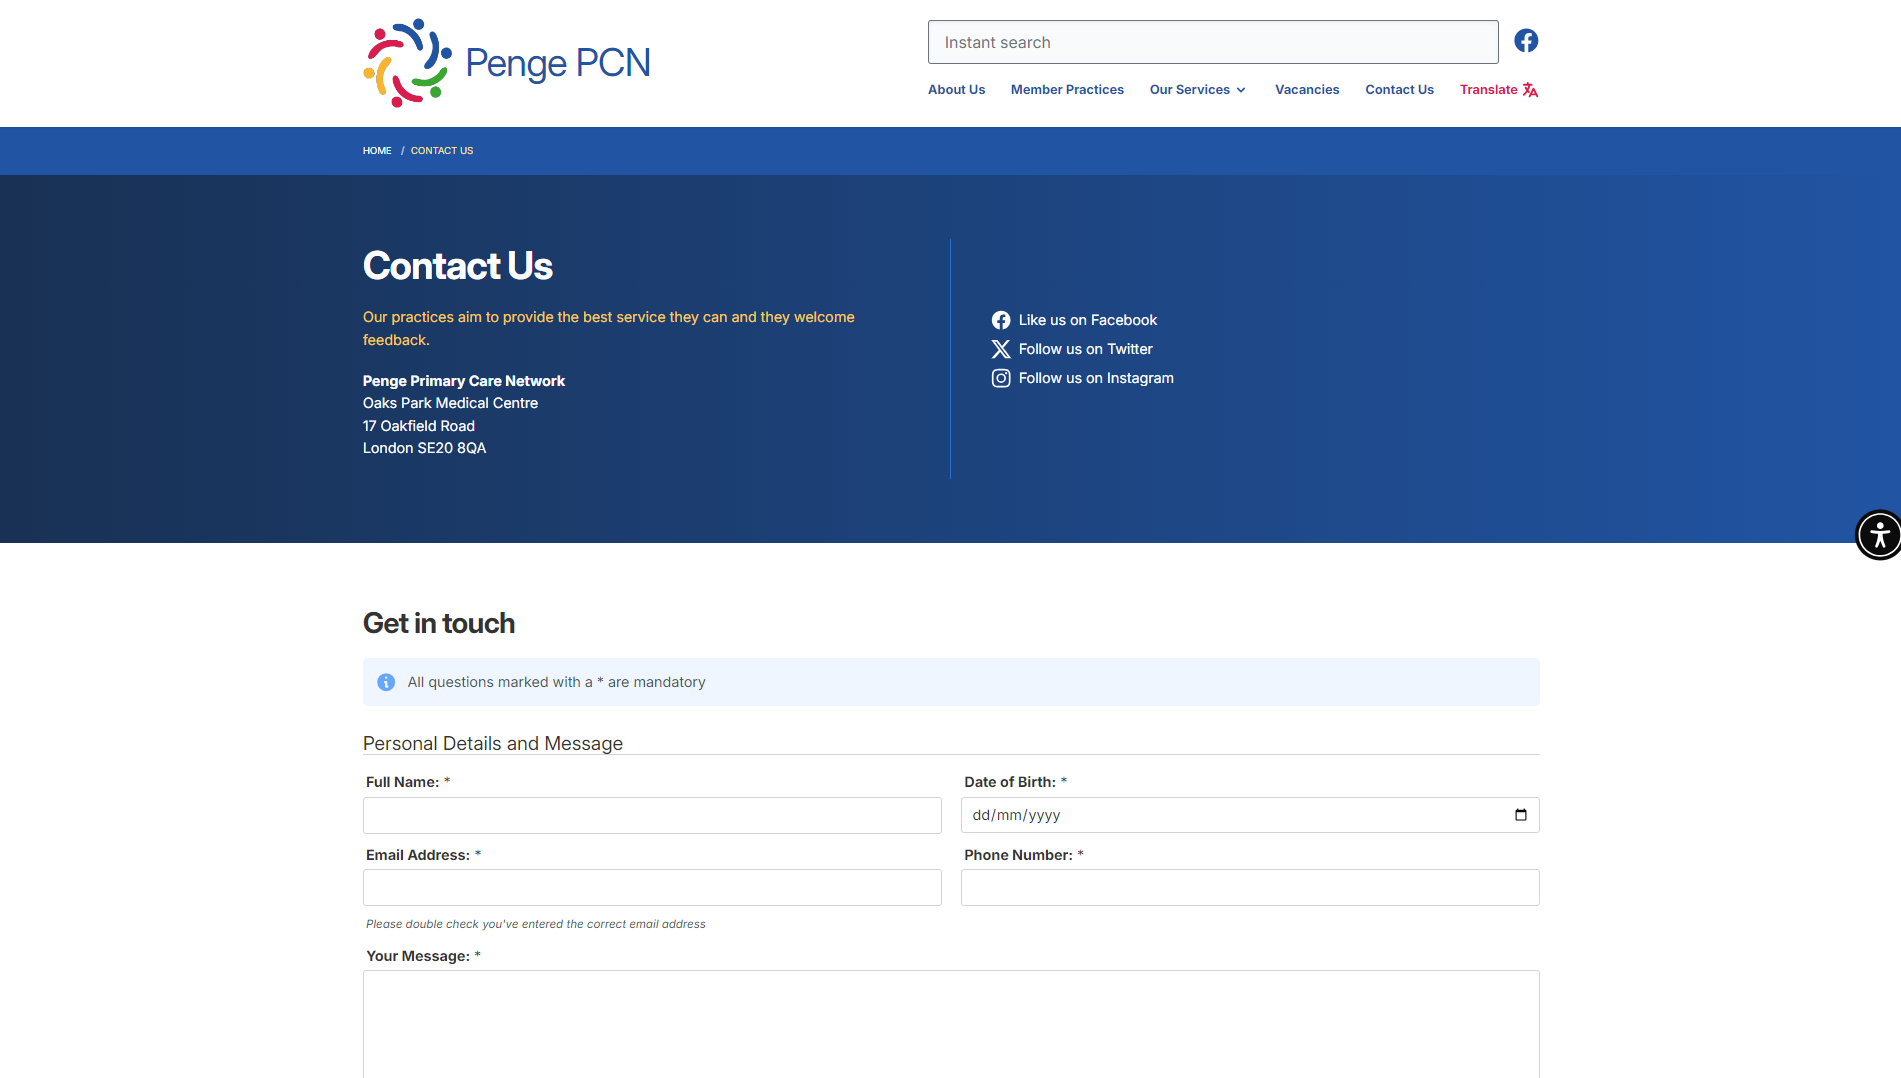 Penge PCN
Instant search
About Us
Member Practices
Our Services
Vacancies
Contact Us
Translate
HOME / CONTACT US
Contact Us
Our practices aim to provide the best service they can and they welcome
feedback.
Penge Primary Care Network
Oaks Park Medical Centre
17 Oakfield Road
London SE20 8QA
Like us on Facebook
Follow us on Twitter
Follow us on Instagram
Get in touch
All questions marked with a * are mandatory
Personal Details and Message
Full Name: *
Date of Birth: *
dd/mm/yyyy
Email Address: *
Phone Number: *
Please double check you've entered the correct email address
Your Message: *